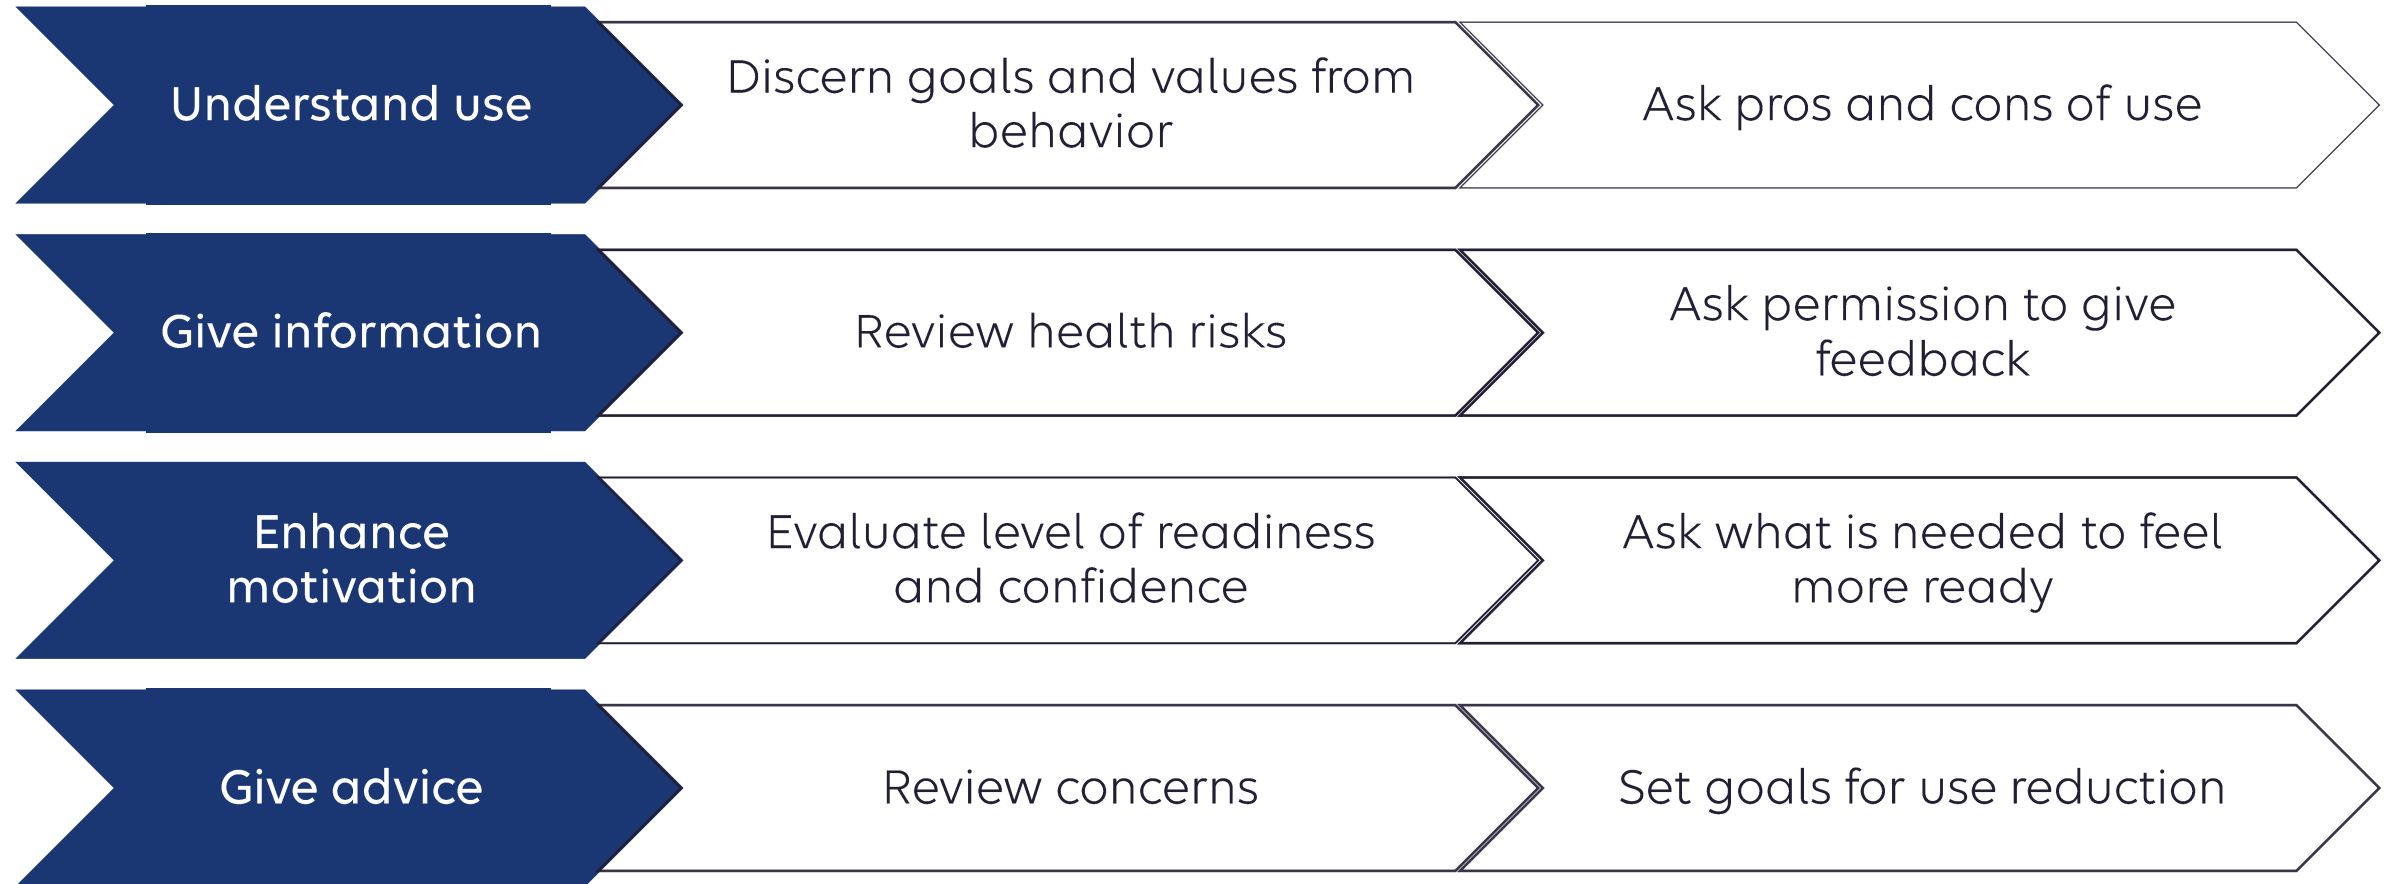 Understand use
Discern goals and values from
behavior
Ask pros and cons of use
Give information
Review health risks
Ask permission to give
feedback
Enhance
motivation
Evaluate level of readiness
and confidence
Ask what is needed to feel
more ready
Give advice
Review concerns
Set goals for use reduction